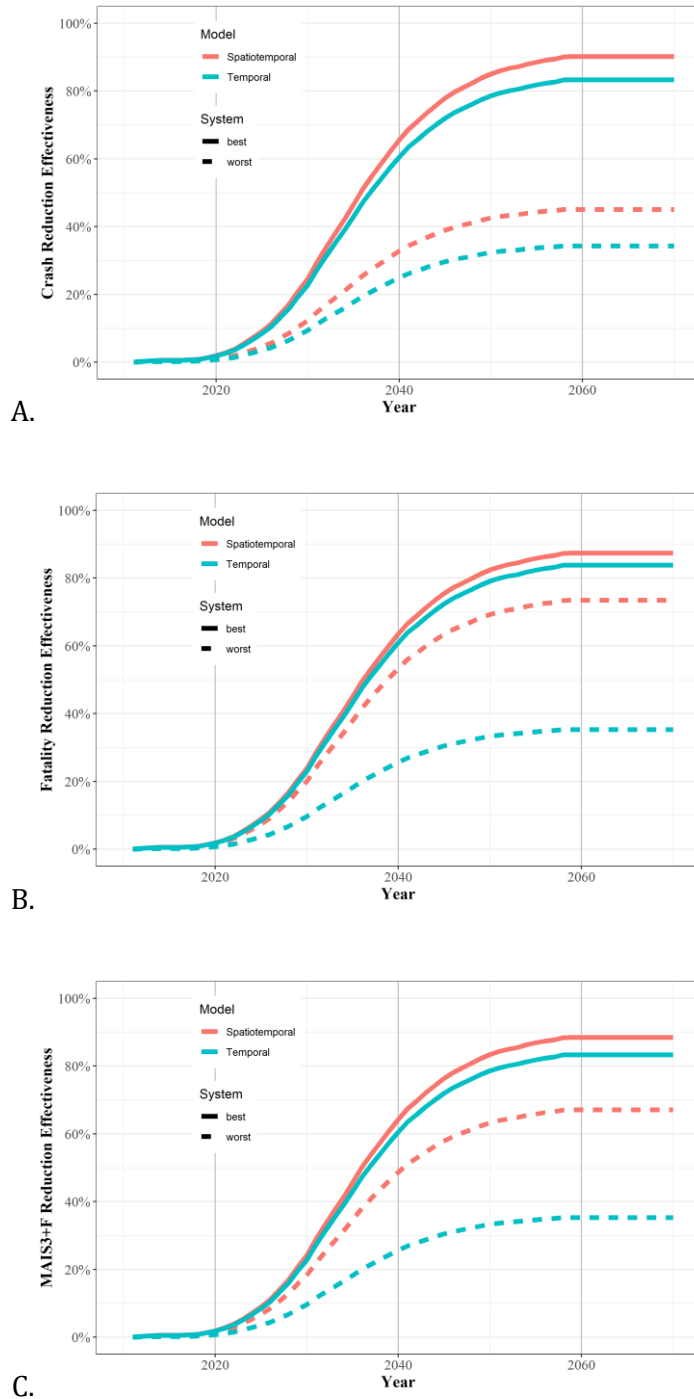 100%
80%
60%
40%
20%
0%
Crash Reduction Effectiveness
Model
Spatiotemporal
Temporal
System
best
worst
2020 2040 2060
Year
A.
100%
80%
60%
40%
20%
0%
Fatality Reduction Effectiveness
Model
Spatiotemporal
Temporal
System
best
worst
2020 2040 2060
Year
B.
100%
80%
60%
40%
20%
0%
MAIS3+F Reduction Effectiveness
Model
Spatiotemporal
Temporal
System
best
worst
2020 2040 2060
Year
C.